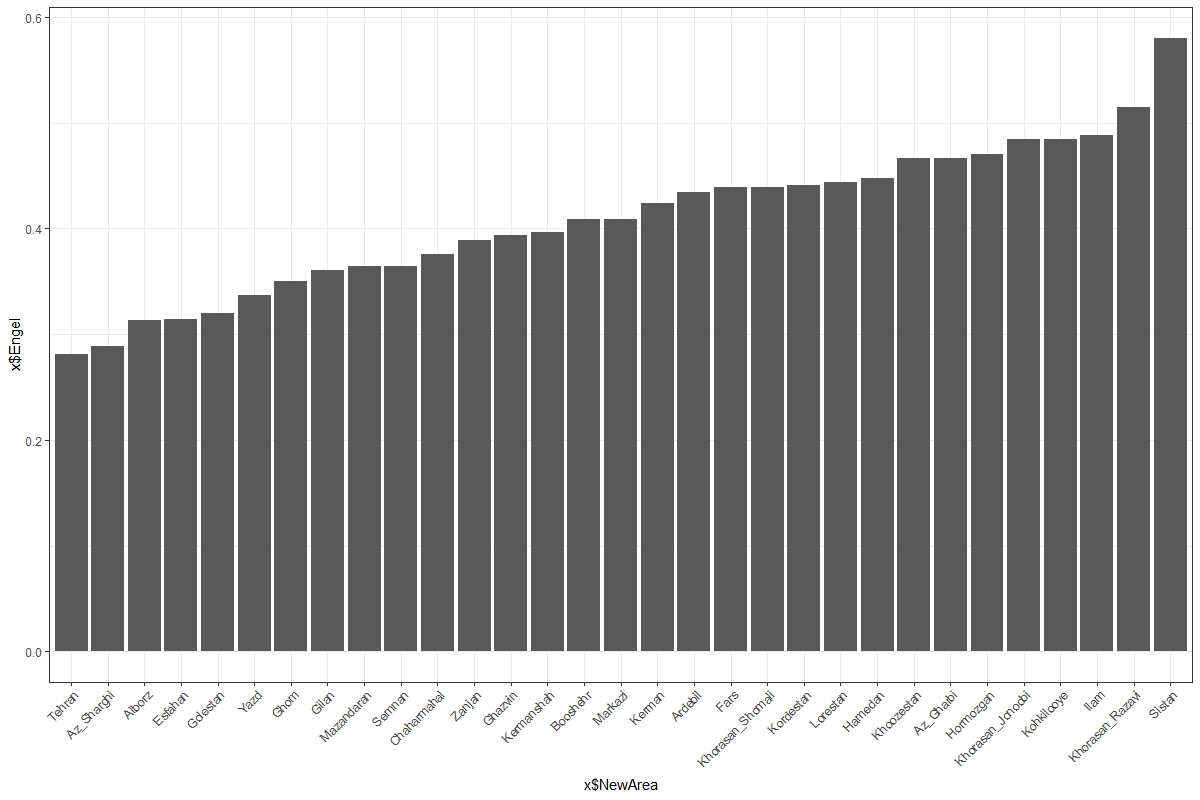 x$Engel
0.6
0.4
0.2
0.0
Tehran
Az_Sharghi
Alborz
Esfahan
Golestan
Yazd
Ghom
Gilan
Mazandaran
Semnan
Chaharmahal
Zanjan
Ghazvin
Kermanshah
Booshehr
Markazi
Kerman
Ardebil
Fars
Khorasan_Shomali
Kordestan
Lorestan
Hamedan
Khoozestan
Az_Gharbi
Hormozgan
Khorasan_Jonoobi
Kohkilooye
Ilam
Khorasan_Razavi
Sistan
x$NewArea